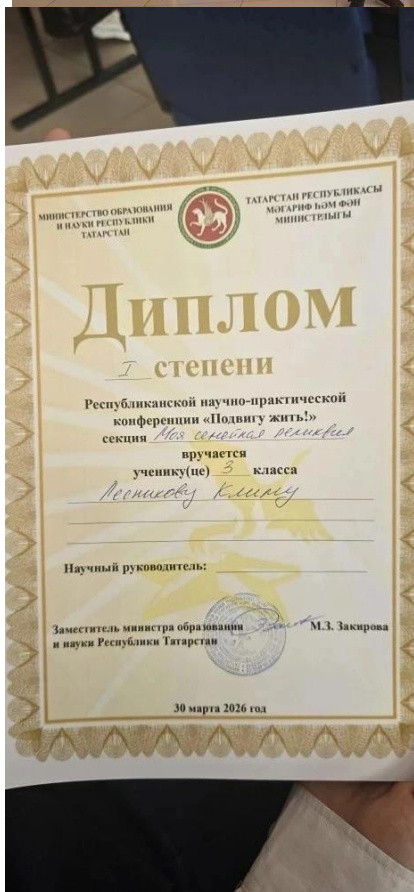 МИНИСТЕРСТВО ОБРАЗОВАНИЯ
И НАУКИ РЕСПУБЛИКИ
ТАТАРСТАН
ТАТАРСТАН РЕСПУБЛИКАСЫ
МӘГАРИФ ҺӘМ ФӘН
МИНИСТРЛЫГЫ
Диплом
I степени
Республиканской научно-практической
конференции «Подвигу жить!»
секция Моя семейная реликвия
вручается
ученику(це) 3 класса
Лесникову Климу
Научный руководитель:
Заместитель министра образования
и науки Республики Татарстан
М.З. Закирова
30 марта 2026 год